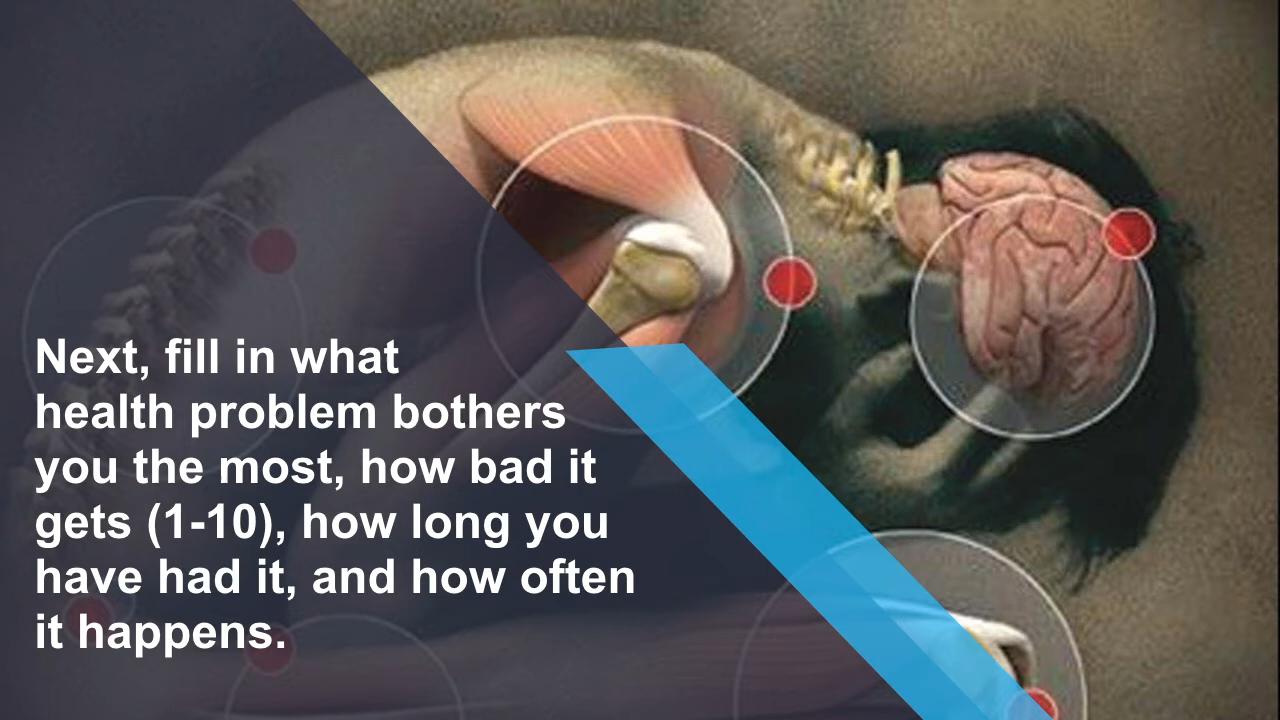 Next, fill in what
health problem bothers
you the most, how bad it
gets (1-10), how long you
have had it, and how often
it happens.